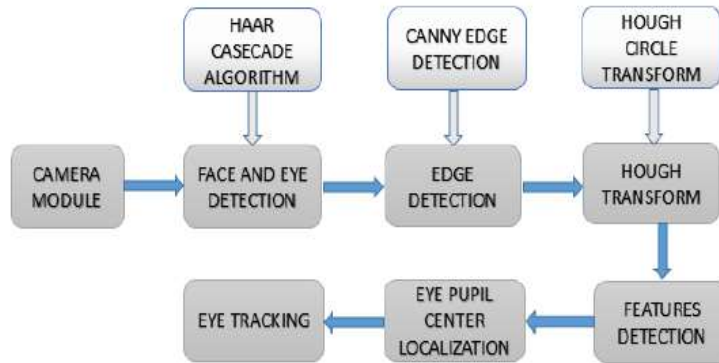 HAAR
CASECADE
ALGORITHM
CANNY EDGE
DETECTION
HOUGH
CIRCLE
TRANSFORM
CAMERA
MODULE
FACE AND EYE
DETECTION
EDGE
DETECTION
HOUGH
TRANSFORM
EYE TRACKING
EYE PUPIL
CENTER
LOCALIZATION
FEATURES
DETECTION